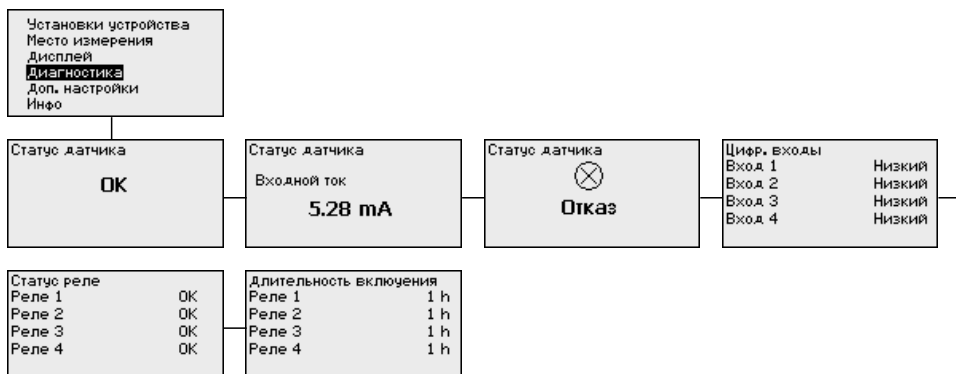 Установки устройства
Место измерения
Дисплей
Диагностика
Доп. настройки
Инфо
Статус датчика
OK
Статус датчика
Входной ток
5.28 mA
Статус датчика
Отказ
Цифр. входы
Вход 1 Низкий
Вход 2 Низкий
Вход 3 Низкий
Вход 4 Низкий
Статус реле
Реле 1 OK
Реле 2 OK
Реле 3 OK
Реле 4 OK
Длительность включения
Реле 1 1 h
Реле 2 1 h
Реле 3 1 h
Реле 4 1 h